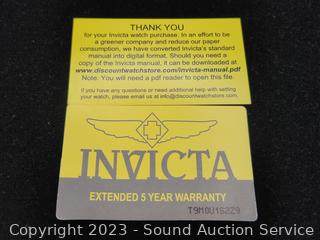 THANK YOU
for your Invicta watch purchase. In an effort to be
a greener company and reduce our paper
consumption, we have converted Invicta's standard
manual into digital format. Should you need a
copy of the Invicta manual, it can be downloaded at
www.discountwatchstore.com/invicta-manual.pdf
Note: You will need a pdf reader to open this file.
If you have any questions or need additional help with setting
your watch, please email us at info@discountwatchstore.com
INVICTA
EXTENDED 5 YEAR WARRANTY
T9M0U1S2Z9
Copyright 2023 - Sound Auction Service